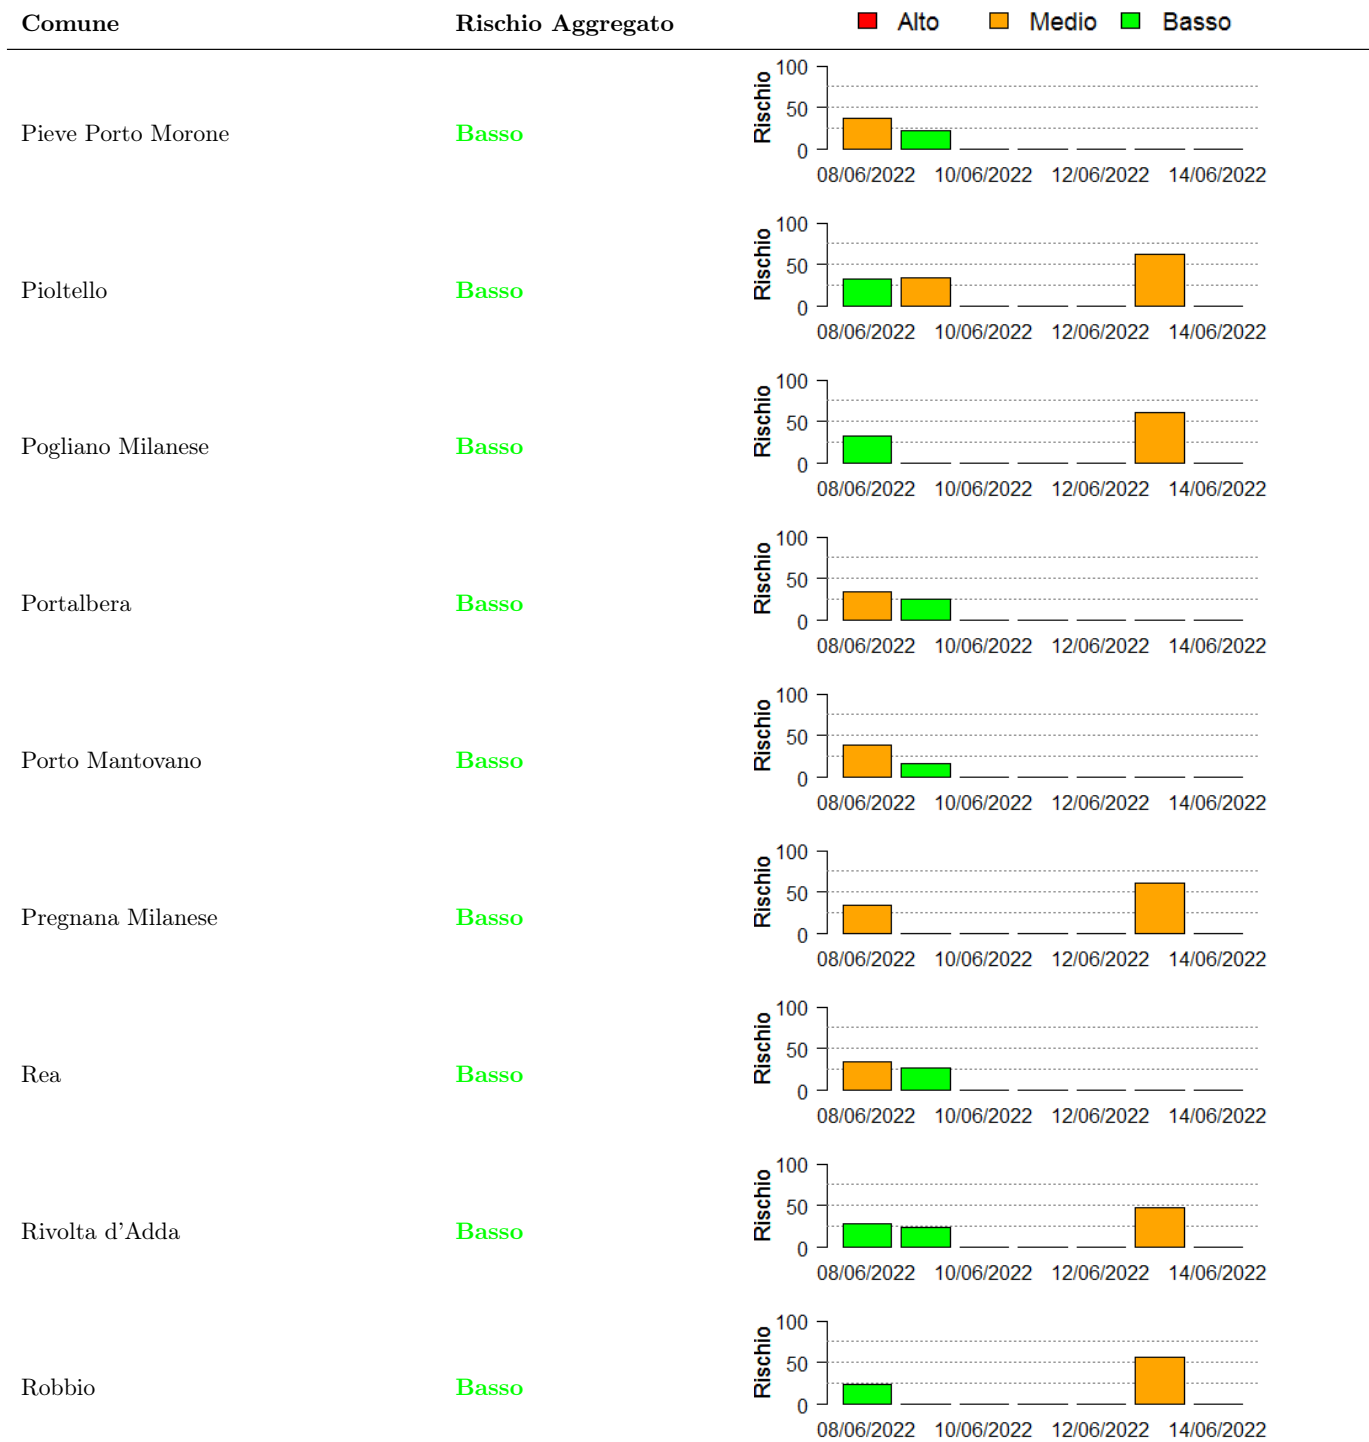 Comune Rischio Aggregato Alto Medio Basso
100
50
0
Rischio
Pieve Porto Morone Basso
08/06/2022 10/06/2022 12/06/2022 14/06/2022
100
50
0
Rischio
Pioltello Basso
08/06/2022 10/06/2022 12/06/2022 14/06/2022
100
50
0
Rischio
Pogliano Milanese Basso
08/06/2022 10/06/2022 12/06/2022 14/06/2022
100
50
0
Rischio
Portalbera Basso
08/06/2022 10/06/2022 12/06/2022 14/06/2022
100
50
0
Rischio
Porto Mantovano Basso
08/06/2022 10/06/2022 12/06/2022 14/06/2022
100
50
0
Rischio
Pregnana Milanese Basso
08/06/2022 10/06/2022 12/06/2022 14/06/2022
100
50
0
Rischio
Rea Basso
08/06/2022 10/06/2022 12/06/2022 14/06/2022
100
50
0
Rischio
Rivolta d'Adda Basso
08/06/2022 10/06/2022 12/06/2022 14/06/2022
100
50
0
Rischio
Robbio Basso
08/06/2022 10/06/2022 12/06/2022 14/06/2022